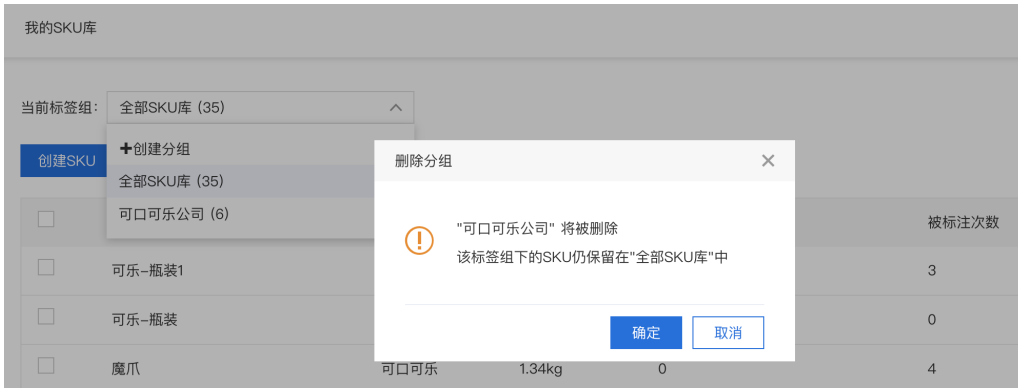 我的SKU库
当前标签组: 全部SKU库 (35)
创建分组
全部SKU库 (35)
可口可乐公司 (6)
创建SKU
删除分组
"可口可乐公司" 将被删除
该标签组下的SKU仍保留在"全部SKU库"中
确定 取消
被标注次数
可乐-瓶装1 3
可乐-瓶装 0
魔爪 可口可乐 1.34kg 0 4